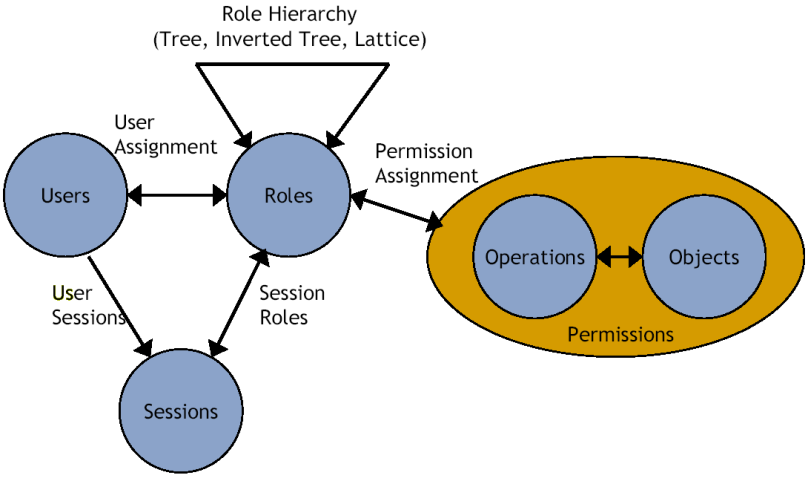 Role Hierarchy
(Tree, Inverted Tree, Lattice)
User
Assignment
Permission
Assignment
Users
Roles
Operations
Objects
User
Sessions
Session
Roles
Permissions
Sessions